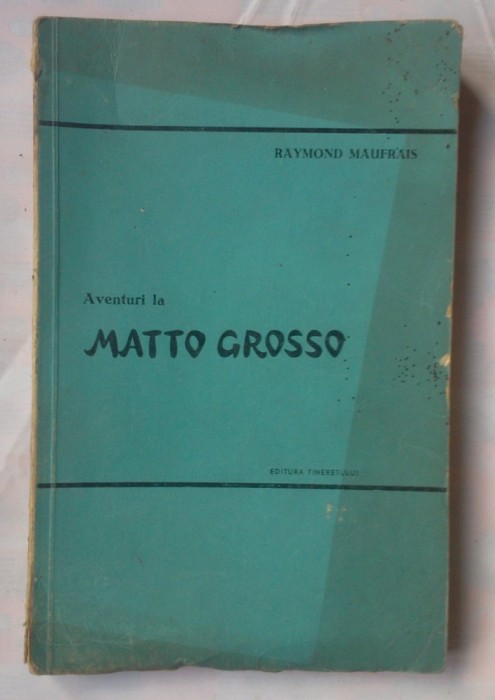 RAYMOND MAUFRAIS
Aventuri la
MATTO GROSSO
EDITURA TINERETULUI